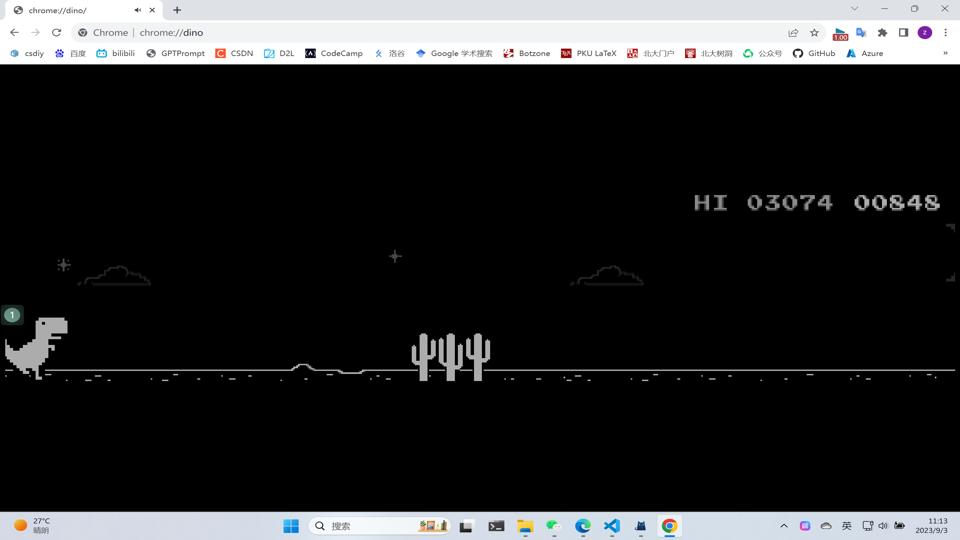 chrome://dino/
Chrome | chrome://dino
1.00
z
csdiy 百度 bilibili GPTPrompt CSDN D2L CodeCamp 洛谷 Google 学术搜索 Botzone PKU LaTeX 北大门户 北大树洞 公众号 GitHub Azure »
HI 03074 00848
1
27°C
晴朗
搜索
英
11:13
2023/9/3